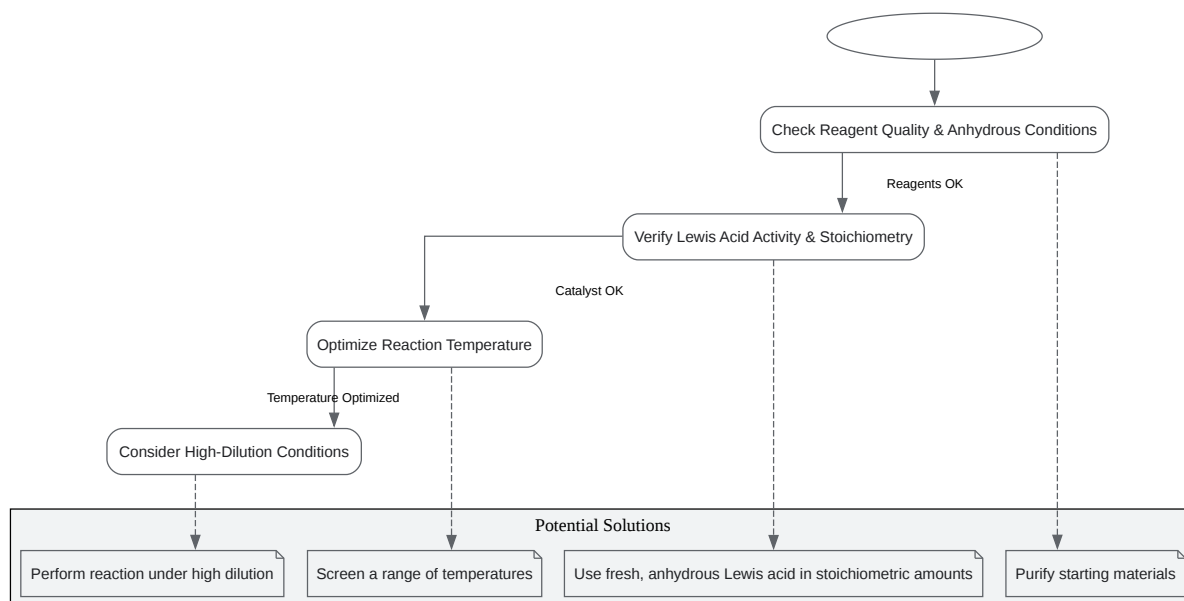 Check Reagent Quality & Anhydrous Conditions
Reagents OK
Verify Lewis Acid Activity & Stoichiometry
Catalyst OK
Optimize Reaction Temperature
Temperature Optimized
Consider High-Dilution Conditions
Potential Solutions
Perform reaction under high dilution
Screen a range of temperatures
Use fresh, anhydrous Lewis acid in stoichiometric amounts
Purify starting materials